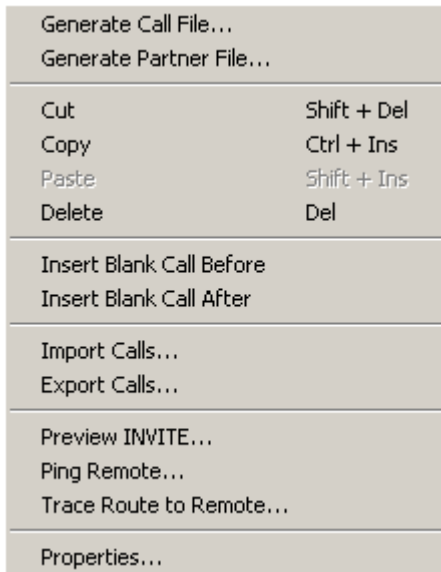 Generate Call File...
Generate Partner File...
Cut Shift + Del
Copy Ctrl + Ins
Paste Shift + Ins
Delete Del
Insert Blank Call Before
Insert Blank Call After
Import Calls...
Export Calls...
Preview INVITE...
Ping Remote...
Trace Route to Remote...
Properties...